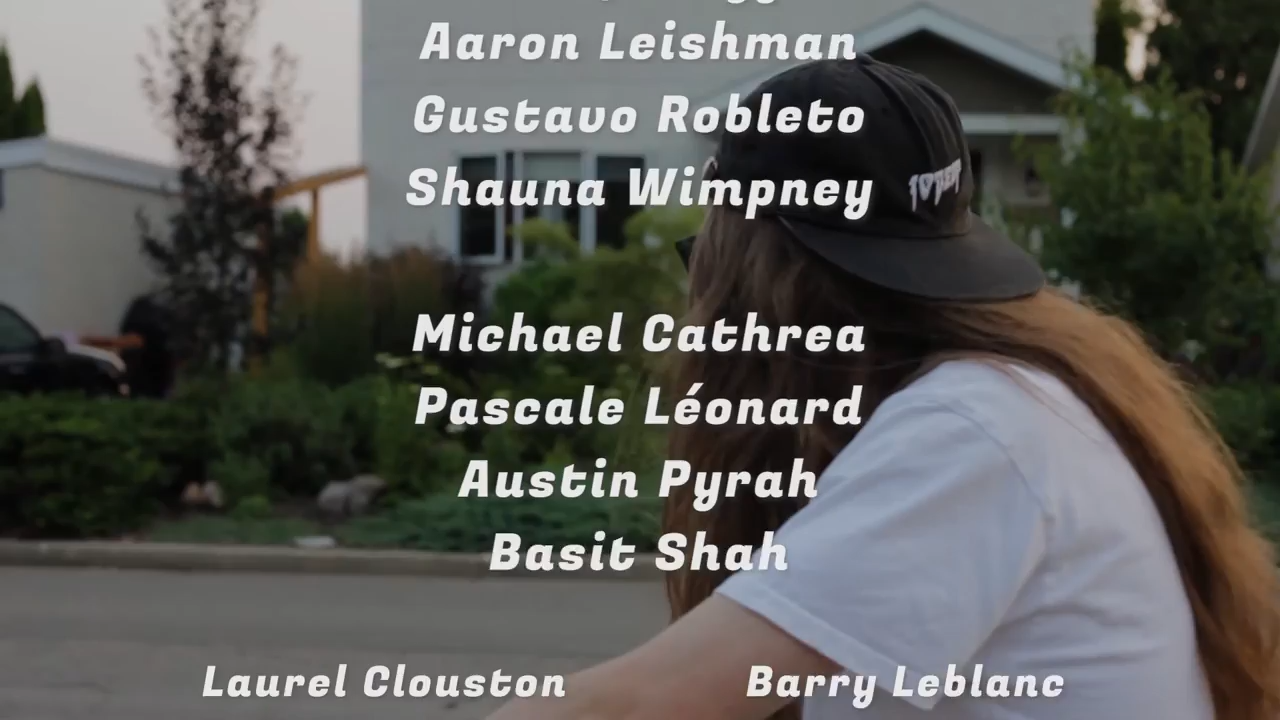 Aaron Leishman
Gustavo Robleto
Shauna Wimpney
Michael Cathrea
Pascale Léonard
Austin Pyrah
Basit Shah
Laurel Clouston Barry Leblanc